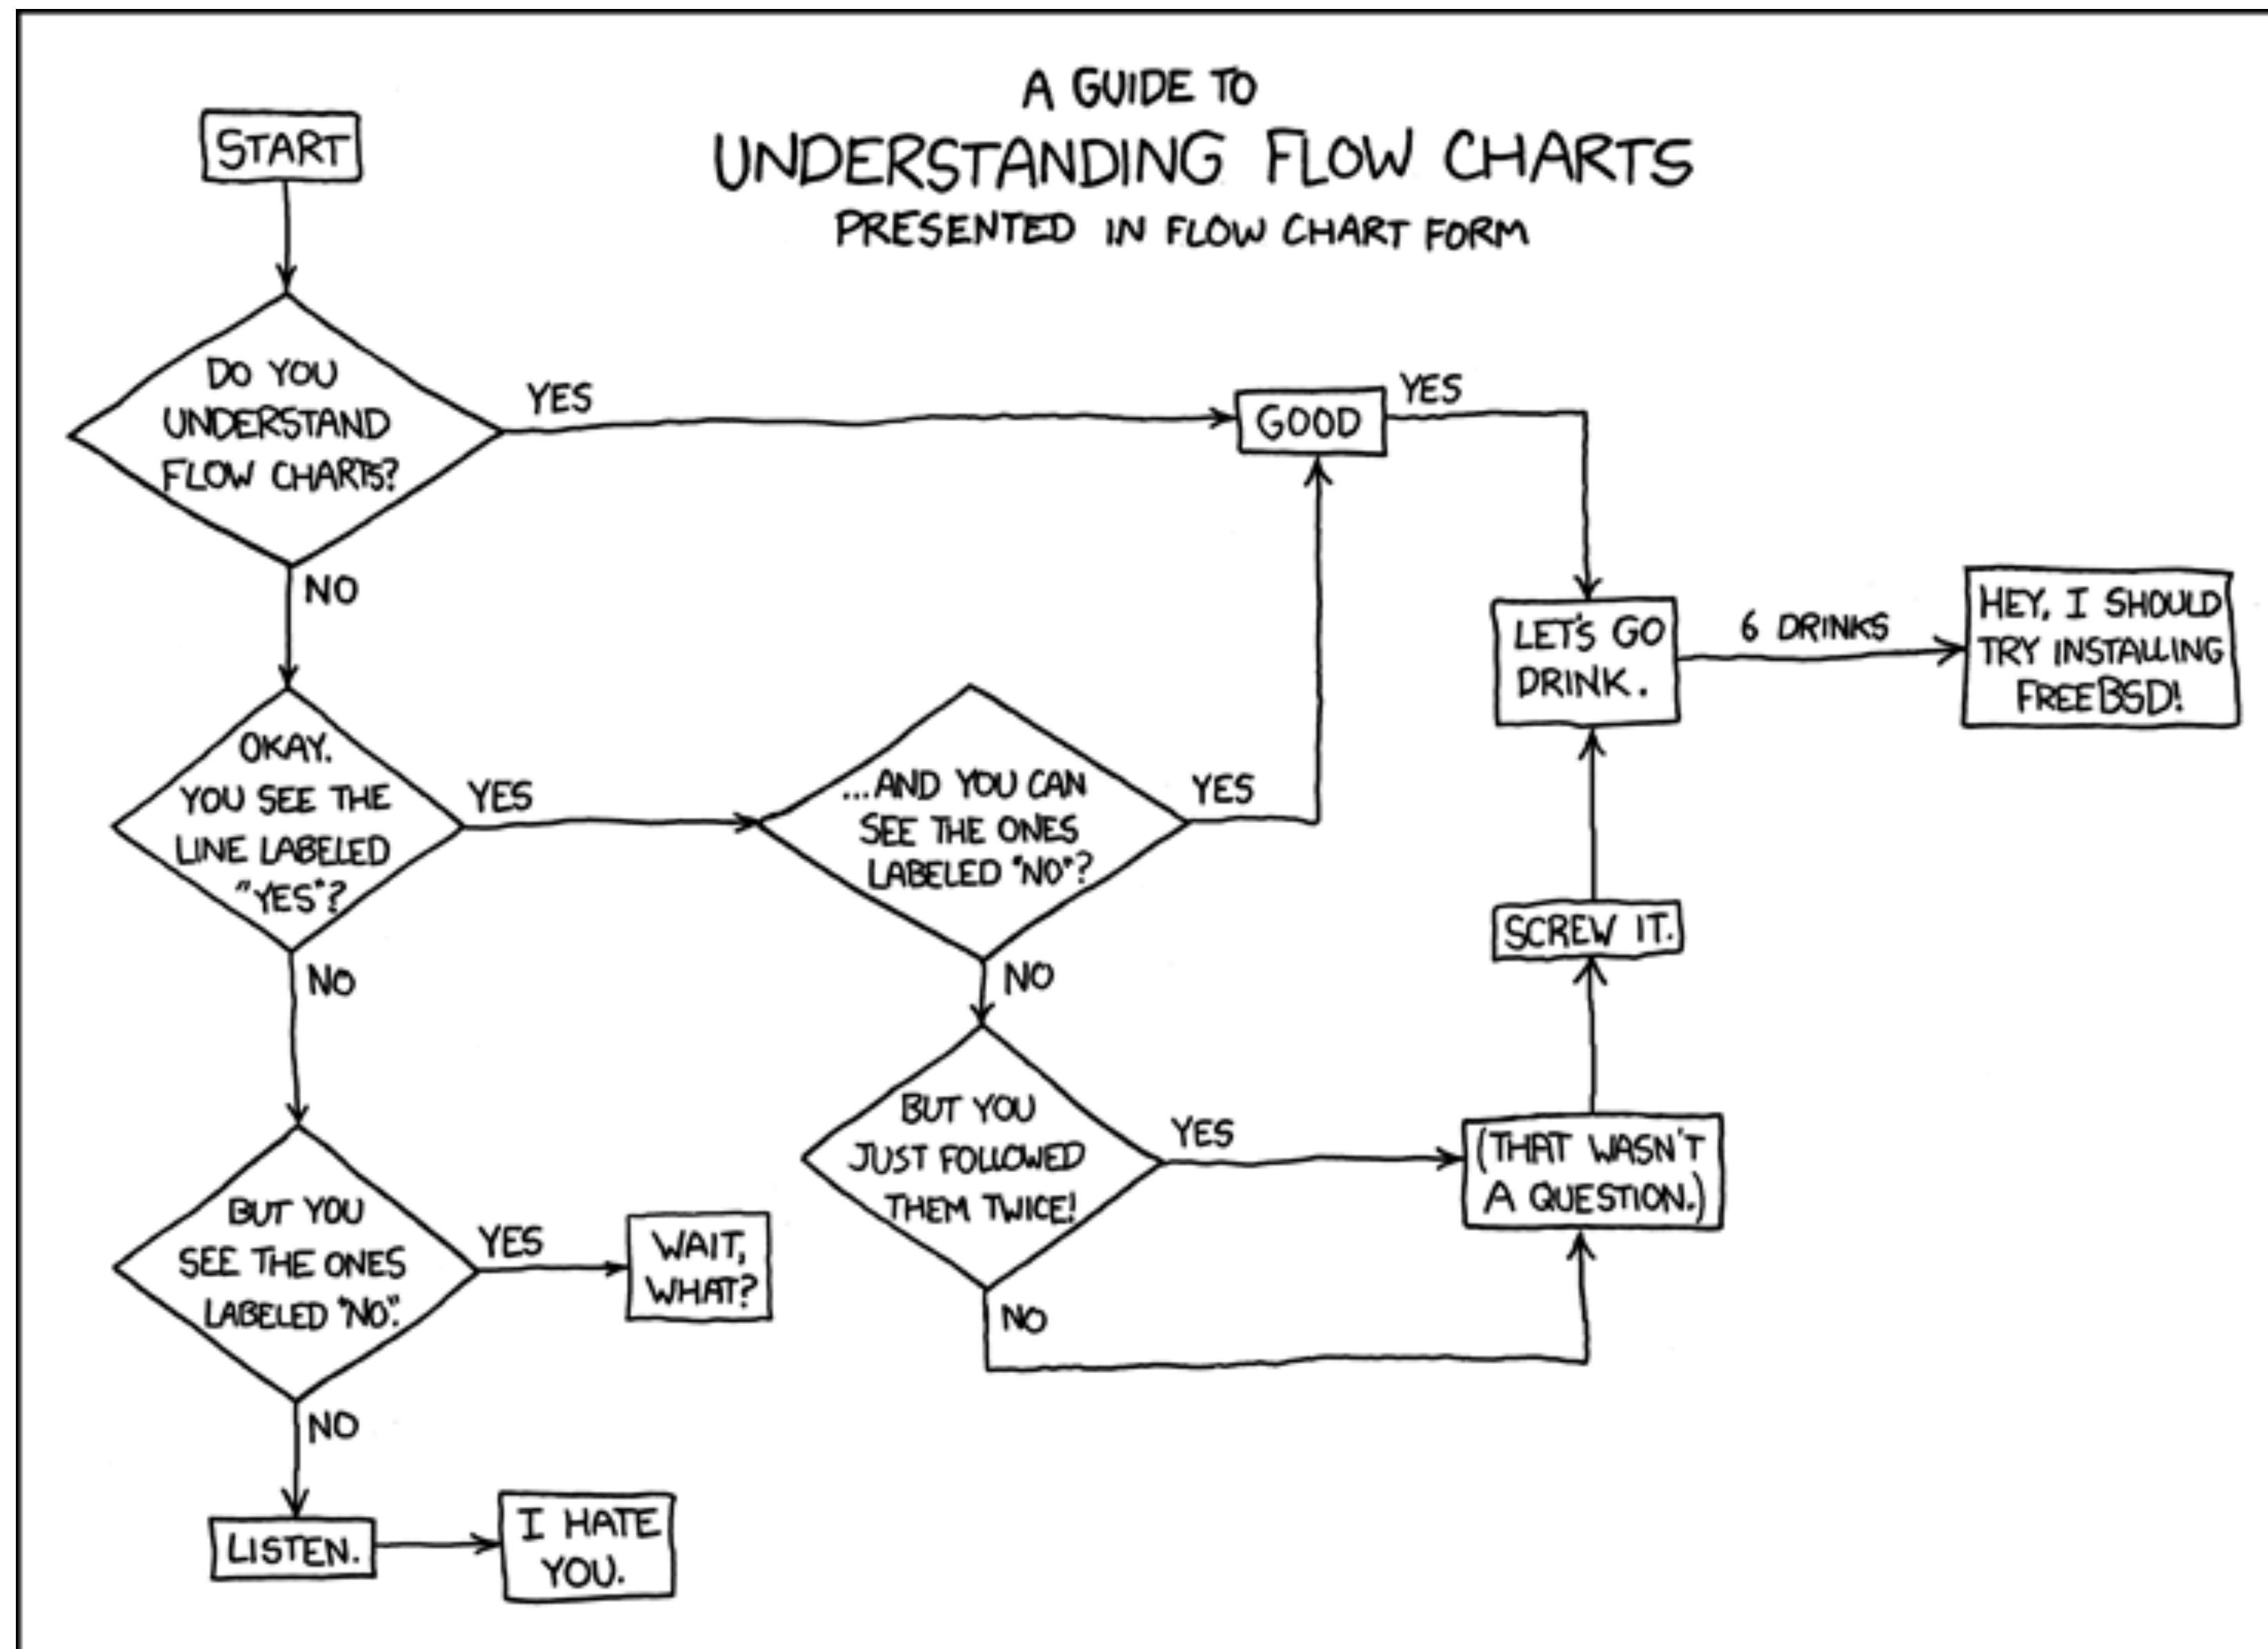 A GUIDE TO
UNDERSTANDING FLOW CHARTS
PRESENTED IN FLOW CHART FORM
START
DO YOU
UNDERSTAND
FLOW CHARTS?
YES
GOOD
YES
NO
LET'S GO
DRINK.
6 DRINKS
HEY, I SHOULD
TRY INSTALLING
FREEBSD!
OKAY.
YOU SEE THE
LINE LABELED
"YES"?
YES
...AND YOU CAN
SEE THE ONES
LABELED "NO"?
YES
NO
NO
SCREW IT.
BUT YOU
JUST FOLLOWED
THEM TWICE!
YES
(THAT WASN'T
A QUESTION.)
NO
BUT YOU
SEE THE ONES
LABELED "NO".
YES
WAIT,
WHAT?
NO
LISTEN.
I HATE
YOU.